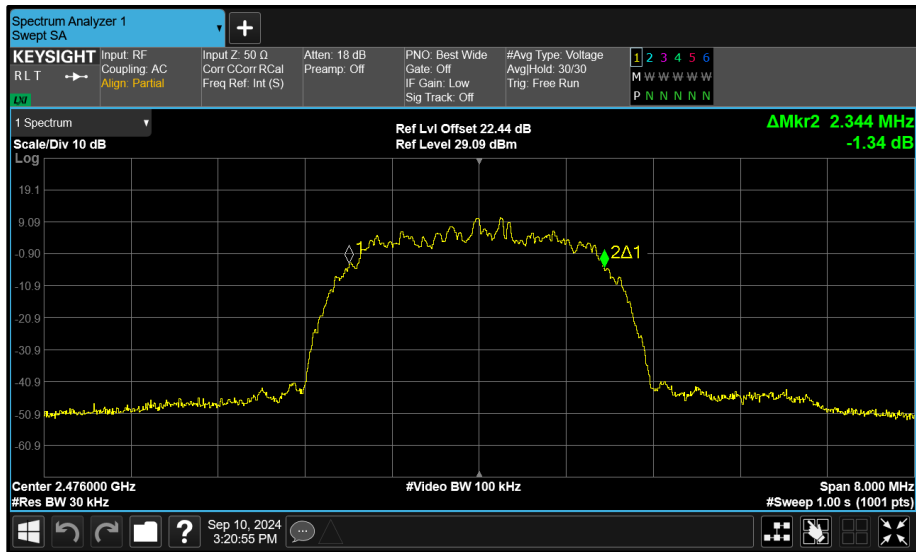 Spectrum Analyzer 1
Swept SA
+
KEYSIGHT
R L T
LXI
Input: RF
Coupling: AC
Align: Partial
Input Z: 50 Ω
Corr CCorr RCal
Freq Ref: Int (S)
Atten: 18 dB
Preamp: Off
PNO: Best Wide
Gate: Off
IF Gain: Low
Sig Track: Off
#Avg Type: Voltage
Avg|Hold: 30/30
Trig: Free Run
1 2 3 4 5 6
M W W W W W
P N N N N N
1 Spectrum
Scale/Div 10 dB
Ref Lvl Offset 22.44 dB
Ref Level 29.09 dBm
ΔMkr2 2.344 MHz
-1.34 dB
Log
19.1
9.09
-0.90
-10.9
-20.9
-30.9
-40.9
-50.9
-60.9
1
2Δ1
Center 2.476000 GHz
#Res BW 30 kHz
#Video BW 100 kHz
Span 8.000 MHz
#Sweep 1.00 s (1001 pts)
?
Sep 10, 2024
3:20:55 PM